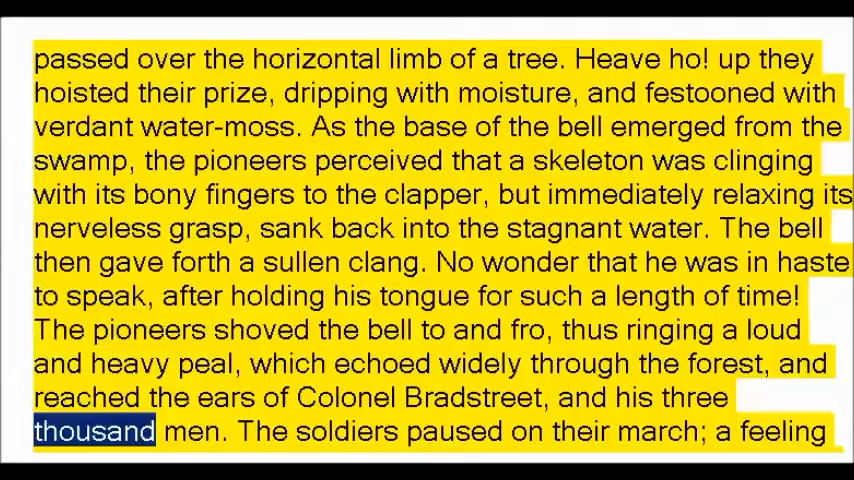 passed over the horizontal limb of a tree. Heave ho! up they
hoisted their prize, dripping with moisture, and festooned with
verdant water-moss. As the base of the bell emerged from the
swamp, the pioneers perceived that a skeleton was clinging
with its bony fingers to the clapper, but immediately relaxing its
nerveless grasp, sank back into the stagnant water. The bell
then gave forth a sullen clang. No wonder that he was in haste
to speak, after holding his tongue for such a length of time!
The pioneers shoved the bell to and fro, thus ringing a loud
and heavy peal, which echoed widely through the forest, and
reached the ears of Colonel Bradstreet, and his three
thousand men. The soldiers paused on their march; a feeling